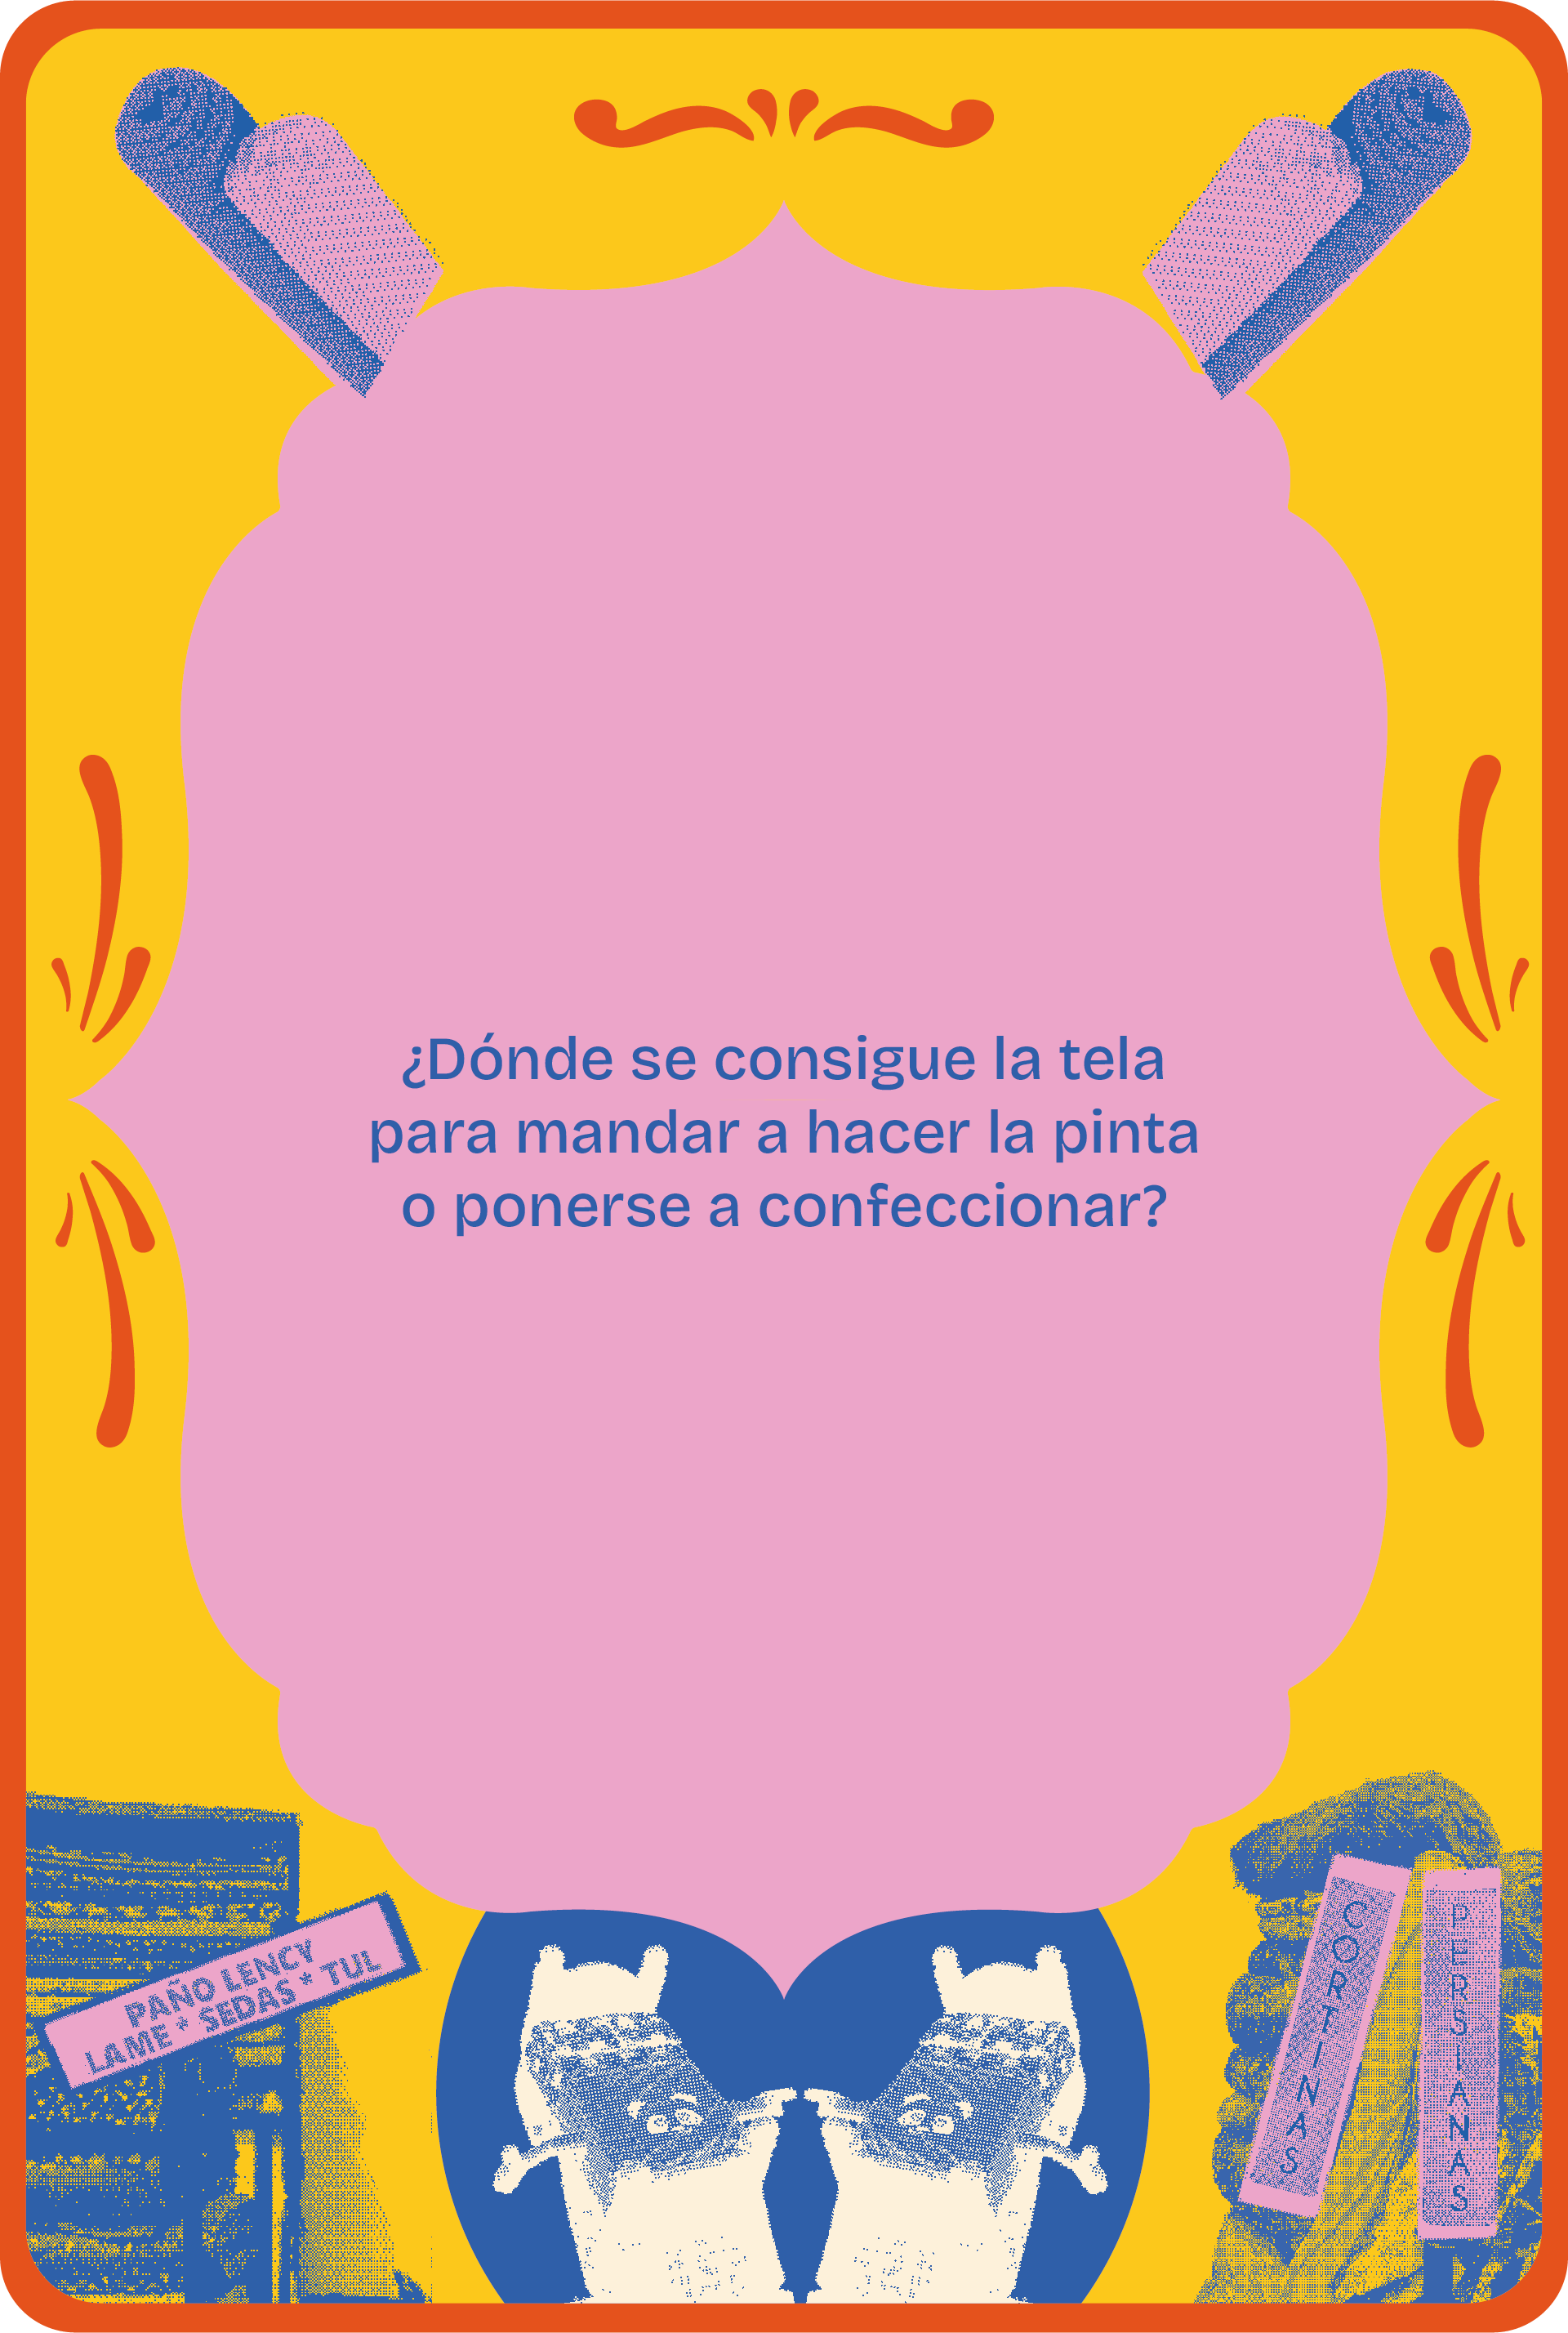 ¿Dónde se consigue la tela
para mandar a hacer la pinta
o ponerse a confeccionar?
PAÑO LENCY
LAME * SEDAS * TUL
CORTINAS
PERSIANAS